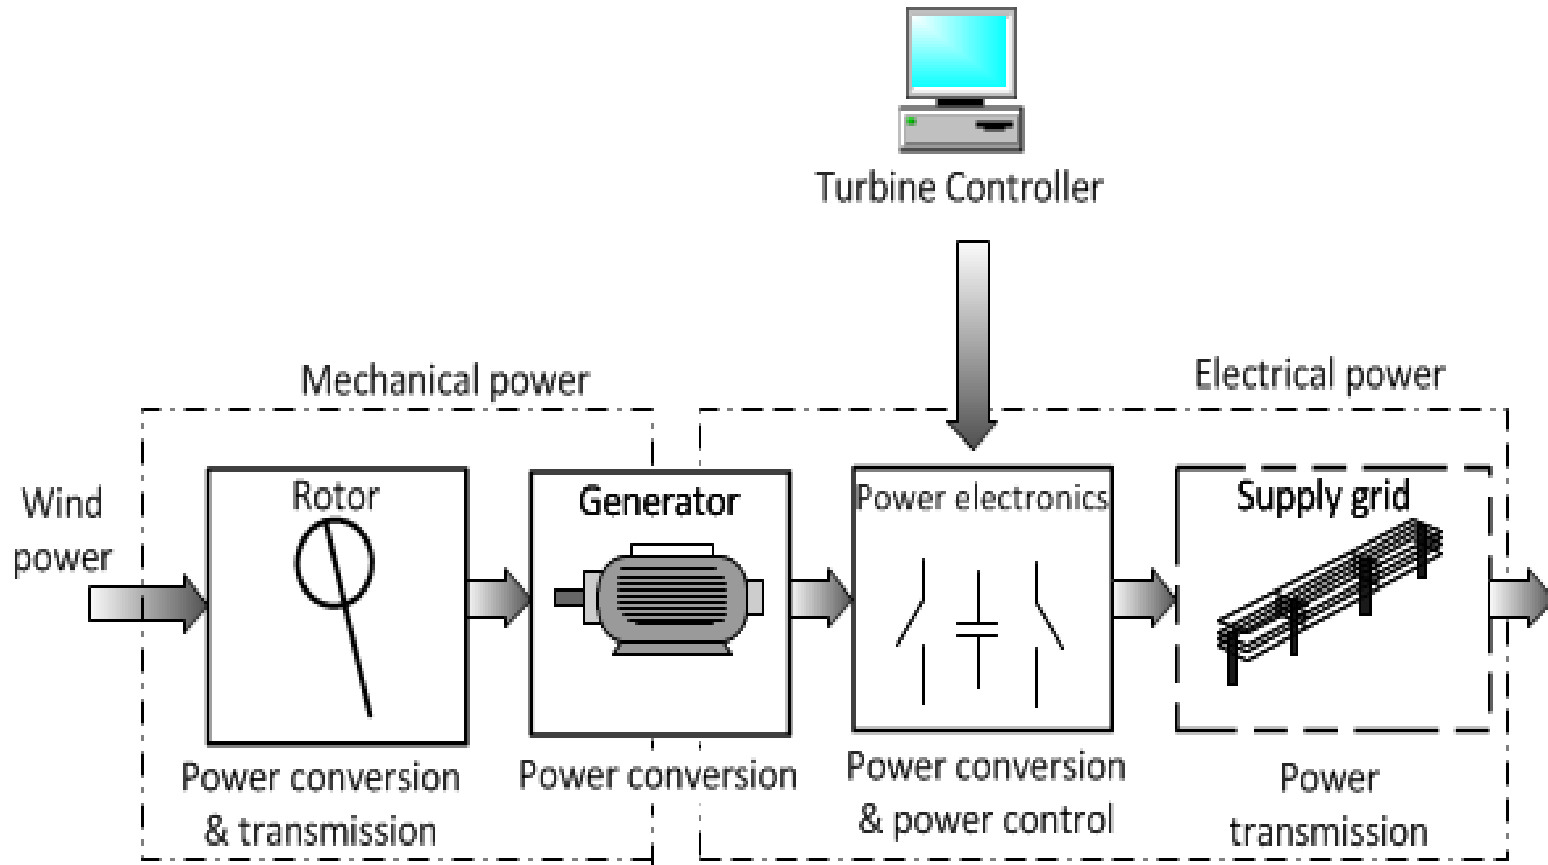 Turbine Controller
Mechanical power
Electrical power
Wind
power
Rotor
Generator
Power electronics
Supply grid
Power conversion
& transmission
Power conversion
Power conversion
& power control
Power
transmission